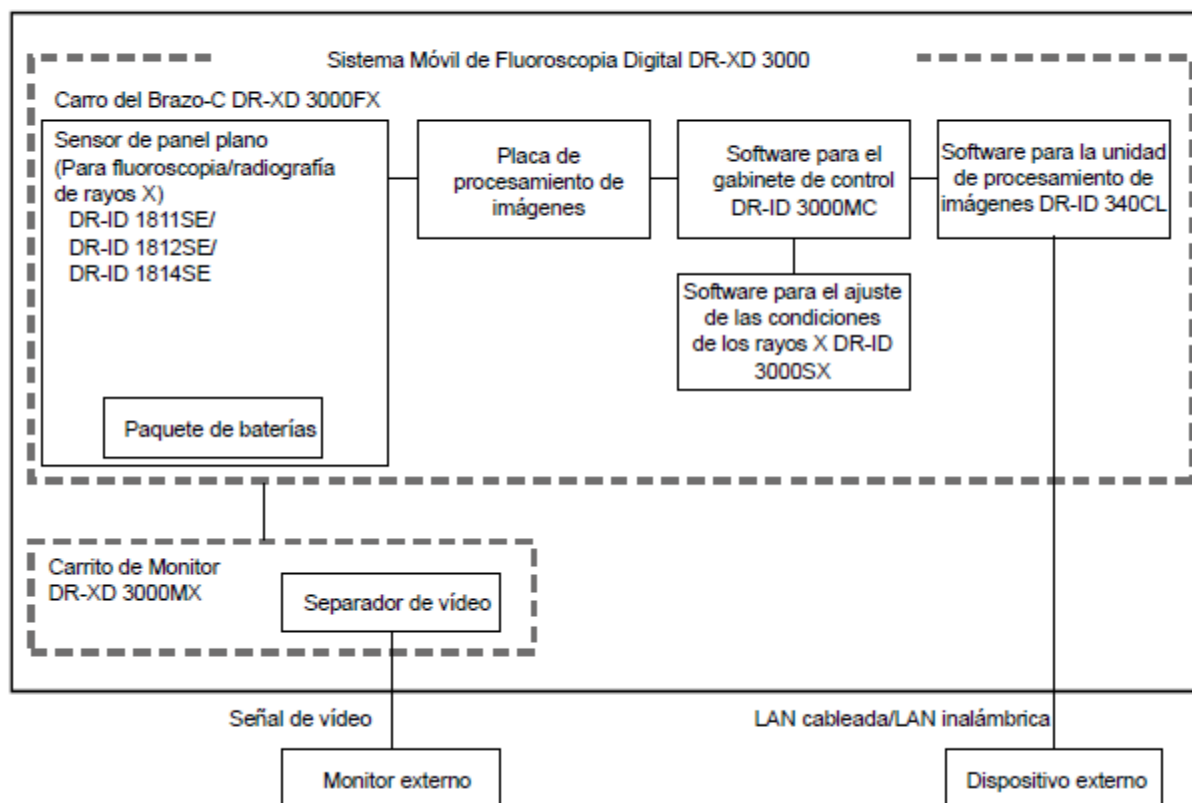 Sistema Móvil de Fluoroscopia Digital DR-XD 3000
Carro del Brazo-C DR-XD 3000FX
Sensor de panel plano
(Para fluoroscopia/radiografía
de rayos X)
DR-ID 1811SE/
DR-ID 1812SE/
DR-ID 1814SE
Paquete de baterías
Placa de
procesamiento de
imágenes
Software para el
gabinete de control
DR-ID 3000MC
Software para la unidad
de procesamiento de
imágenes DR-ID 340CL
Software para el ajuste
de las condiciones
de los rayos X DR-ID
3000SX
Carrito de Monitor
DR-XD 3000MX
Separador de vídeo
Señal de vídeo
LAN cableada/LAN inalámbrica
Monitor externo
Dispositivo externo